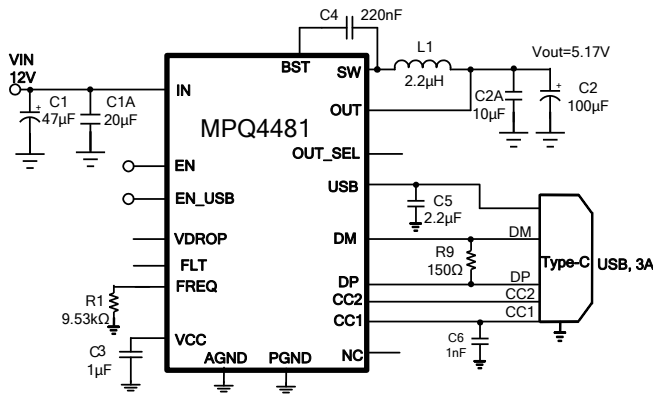 C4 220nF
VIN
12V
BST
SW
L1
2.2µH
Vout=5.17V
C1
47µF
C1A
20µF
IN
OUT
C2A
10µF
C2
100µF
MPQ4481
OUT_SEL
EN
USB
C5
2.2µF
EN_USB
VDROP
DM
DM
R9
150Ω
Type-C
USB, 3A
FLT
FREQ
DP
DP
R1
9.53kΩ
CC2
CC2
CC1
CC1
VCC
C3
1µF
C6
1nF
AGND
PGND
NC